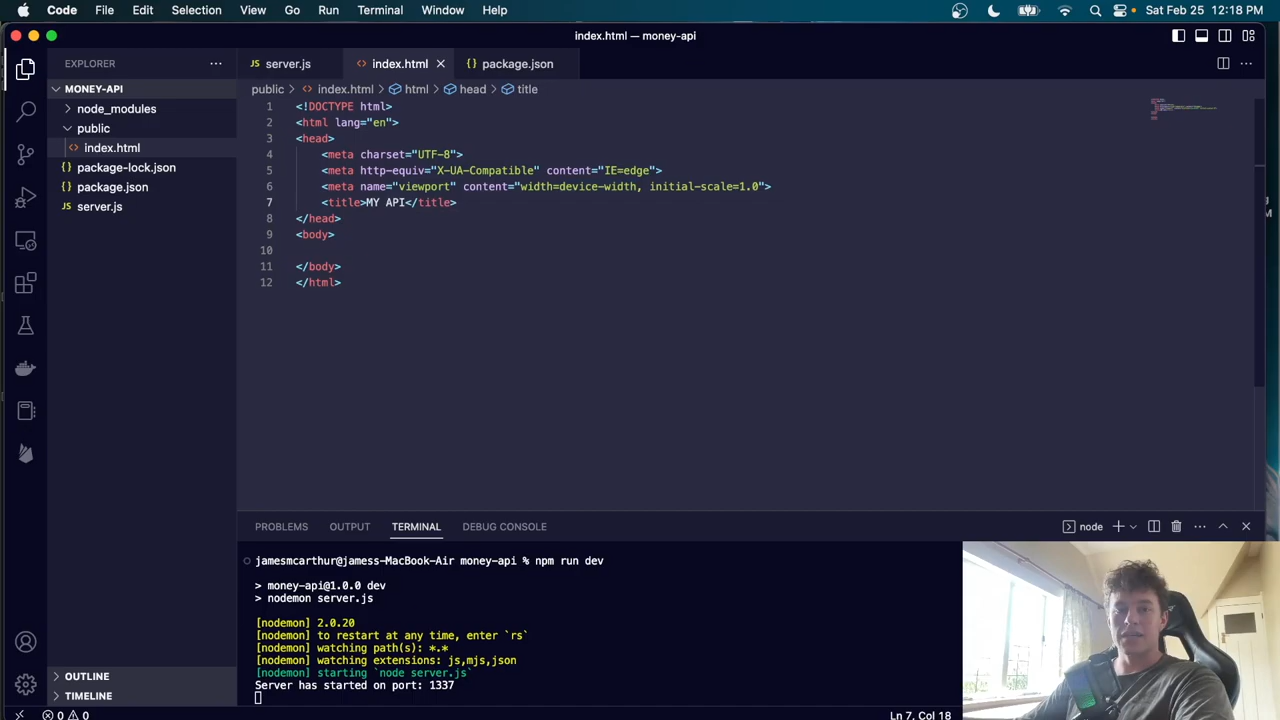 Code File Edit Selection View Go Run Terminal Window Help Sat Feb 25 12:18 PM
index.html — money-api
EXPLORER
MONEY-API
node_modules
public
index.html
package-lock.json
package.json
server.js
OUTLINE
TIMELINE
JS server.js index.html package.json
public > index.html > html > head > title
1 <!DOCTYPE html>
2 <html lang="en">
3 <head>
4 <meta charset="UTF-8">
5 <meta http-equiv="X-UA-Compatible" content="IE=edge">
6 <meta name="viewport" content="width=device-width, initial-scale=1.0">
7 <title>MY API</title>
8 </head>
9 <body>
10
11 </body>
12 </html>
PROBLEMS OUTPUT TERMINAL DEBUG CONSOLE node
jamesmcarthur@jamess-MacBook-Air money-api % npm run dev
> money-api@1.0.0 dev
> nodemon server.js
[nodemon] 2.0.20
[nodemon] to restart at any time, enter `rs`
[nodemon] watching path(s): *.*
[nodemon] watching extensions: js,mjs,json
[nodemon] starting `node server.js`
Server has started on port: 1337
0 0 Ln 7, Col 18